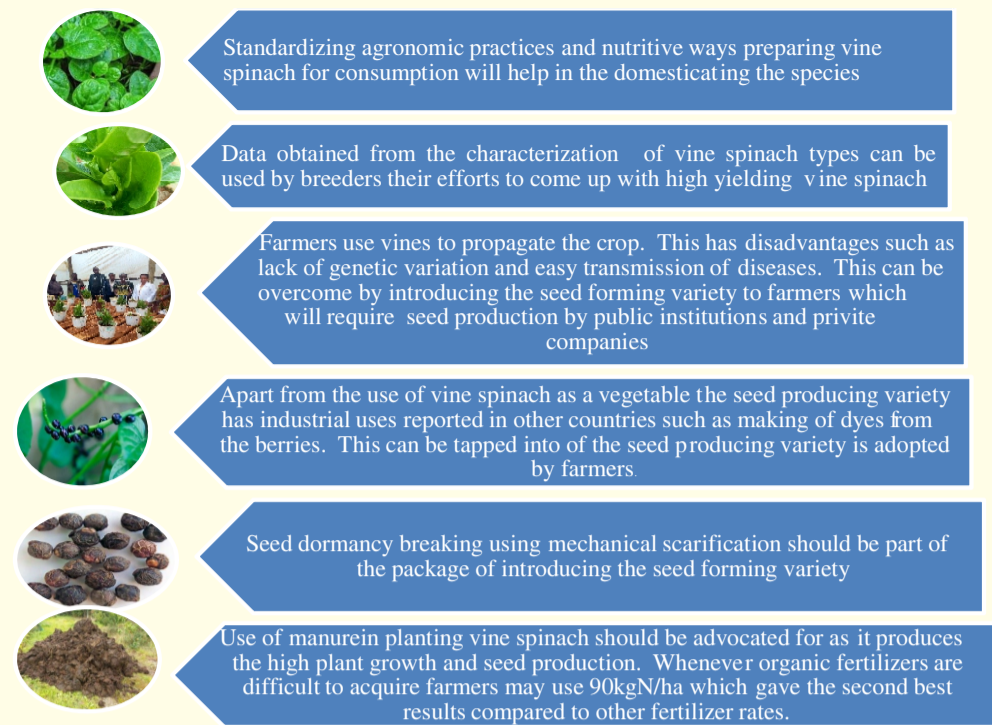 Standardizing agronomic practices and nutritive ways preparing vine
spinach for consumption will help in the domesticating the species
Data obtained from the characterization of vine spinach types can be
used by breeders their efforts to come up with high yielding vine spinach
Farmers use vines to propagate the crop. This has disadvantages such as
lack of genetic variation and easy transmission of diseases. This can be
overcome by introducing the seed forming variety to farmers which
will require seed production by public institutions and privite
companies
Apart from the use of vine spinach as a vegetable the seed producing variety
has industrial uses reported in other countries such as making of dyes from
the berries. This can be tapped into of the seed producing variety is adopted
by farmers.
Seed dormancy breaking using mechanical scarification should be part of
the package of introducing the seed forming variety
Use of manurein planting vine spinach should be advocated for as it produces
the high plant growth and seed production. Whenever organic fertilizers are
difficult to acquire farmers may use 90kgN/ha which gave the second best
results compared to other fertilizer rates.